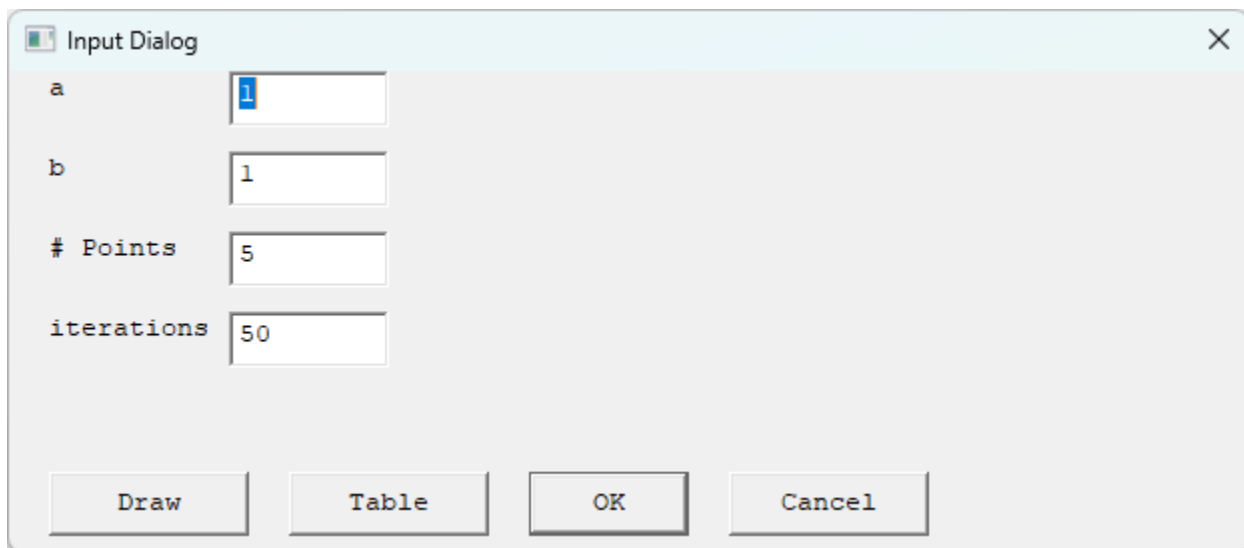 Input Dialog
a 1
b 1
# Points 5
iterations 50
Draw Table OK Cancel